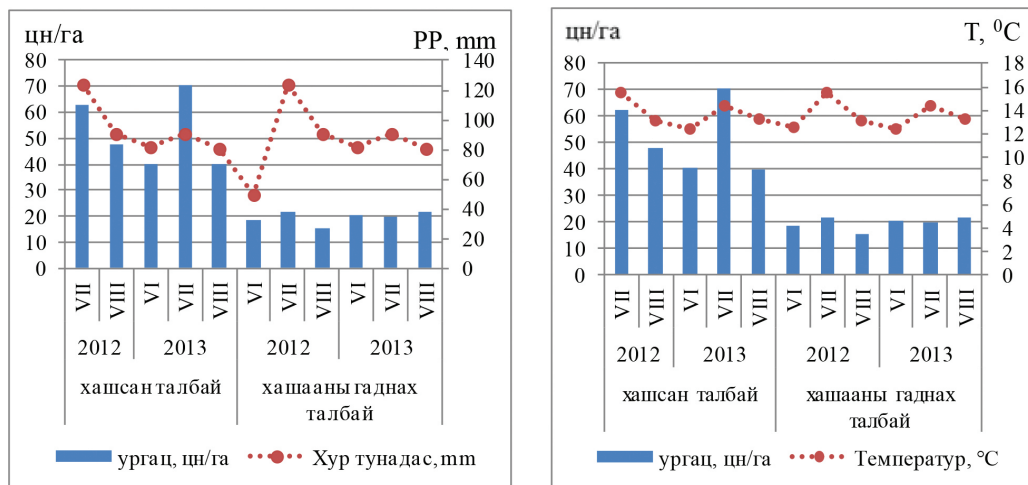 цн/га
PP, mm
80 140
70 120
60 100
50 80
40 60
30 40
20 20
10 0
0
VII VIII VI VII VIII VI VII VIII VI VII VIII
2012 2013 2012 2013
хашсан талбай хашааны гаднах
талбай
ургац, цн/га Хур тунадас, mm
цн/га
T, ⁰C
80 18
70 16
60 14
50 12
40 10
30 8
20 6
10 4
0 2
0
VII VIII VI VII VIII VI VII VIII VI VII VIII
2012 2013 2012 2013
хашсан талбай хашааны гаднах
талбай
ургац, цн/га Температур, °C